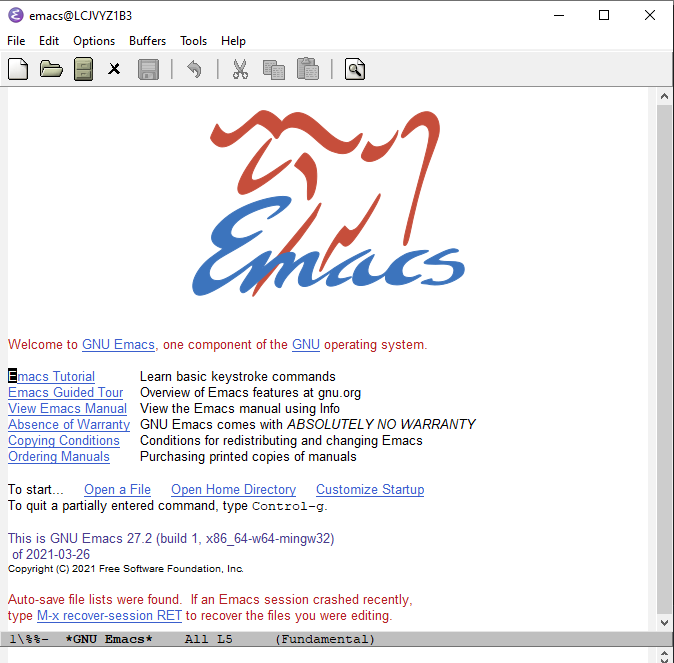 emacs@LCJVYZ1B3
File Edit Options Buffers Tools Help
Emacs
Welcome to GNU Emacs, one component of the GNU operating system.
Emacs Tutorial Learn basic keystroke commands
Emacs Guided Tour Overview of Emacs features at gnu.org
View Emacs Manual View the Emacs manual using Info
Absence of Warranty GNU Emacs comes with ABSOLUTELY NO WARRANTY
Copying Conditions Conditions for redistributing and changing Emacs
Ordering Manuals Purchasing printed copies of manuals
To start... Open a File Open Home Directory Customize Startup
To quit a partially entered command, type Control-g.
This is GNU Emacs 27.2 (build 1, x86_64-w64-mingw32)
of 2021-03-26
Copyright (C) 2021 Free Software Foundation, Inc.
Auto-save file lists were found. If an Emacs session crashed recently,
type M-x recover-session RET to recover the files you were editing.
1\%%- *GNU Emacs* All L5 (Fundamental)